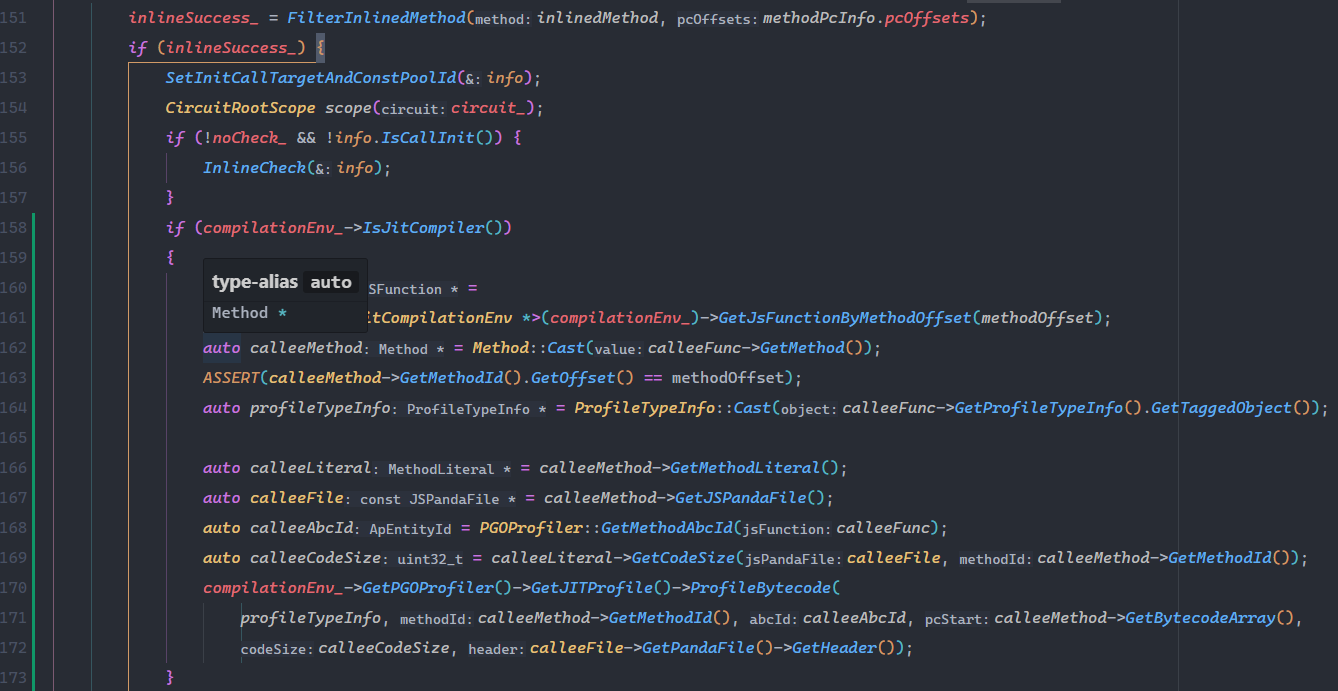 151 inlineSuccess_ = FilterInlinedMethod(method: inlinedMethod, pcOffsets: methodPcInfo.pcOffsets);
152 if (inlineSuccess_) {
153 SetInitCallTargetAndConstPoolId(&: info);
154 CircuitRootScope scope(circuit: circuit_);
155 if (!noCheck_ && !info.IsCallInit()) {
156 InlineCheck(&: info);
157 }
158 if (compilationEnv_->IsJitCompiler())
159 {
type-alias auto
Method *
160 SFunction * =
161 itCompilationEnv *>(compilationEnv_)->GetJsFunctionByMethodOffset(methodOffset);
162 auto calleeMethod: Method * = Method::Cast(value: calleeFunc->GetMethod());
163 ASSERT(calleeMethod->GetMethodId().GetOffset() == methodOffset);
164 auto profileTypeInfo: ProfileTypeInfo * = ProfileTypeInfo::Cast(object: calleeFunc->GetProfileTypeInfo().GetTaggedObject());
165
166 auto calleeLiteral: MethodLiteral * = calleeMethod->GetMethodLiteral();
167 auto calleeFile: const JSPandaFile * = calleeMethod->GetJSPandaFile();
168 auto calleeAbcId: ApEntityId = PGOProfiler::GetMethodAbcId(jsFunction: calleeFunc);
169 auto calleeCodeSize: uint32_t = calleeLiteral->GetCodeSize(jsPandaFile: calleeFile, methodId: calleeMethod->GetMethodId());
170 compilationEnv_->GetPGOProfiler()->GetJITProfile()->ProfileBytecode(
171 profileTypeInfo, methodId: calleeMethod->GetMethodId(), abcId: calleeAbcId, pcStart: calleeMethod->GetBytecodeArray(),
172 codeSize: calleeCodeSize, header: calleeFile->GetPandaFile()->GetHeader());
173 }